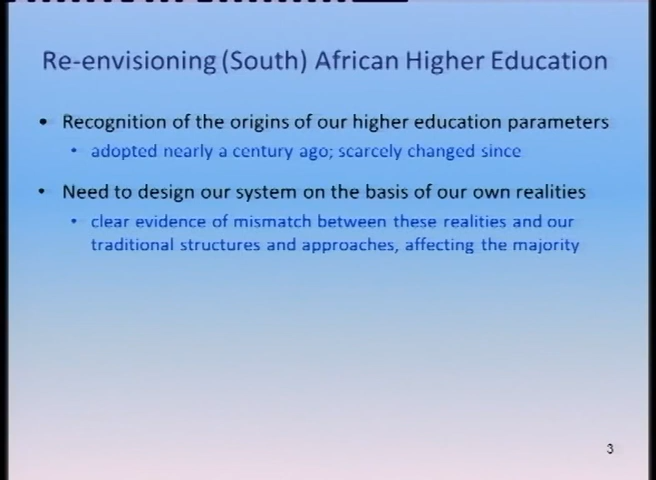 Re-envisioning (South) African Higher Education
• Recognition of the origins of our higher education parameters
• adopted nearly a century ago; scarcely changed since
• Need to design our system on the basis of our own realities
• clear evidence of mismatch between these realities and our
traditional structures and approaches, affecting the majority
3